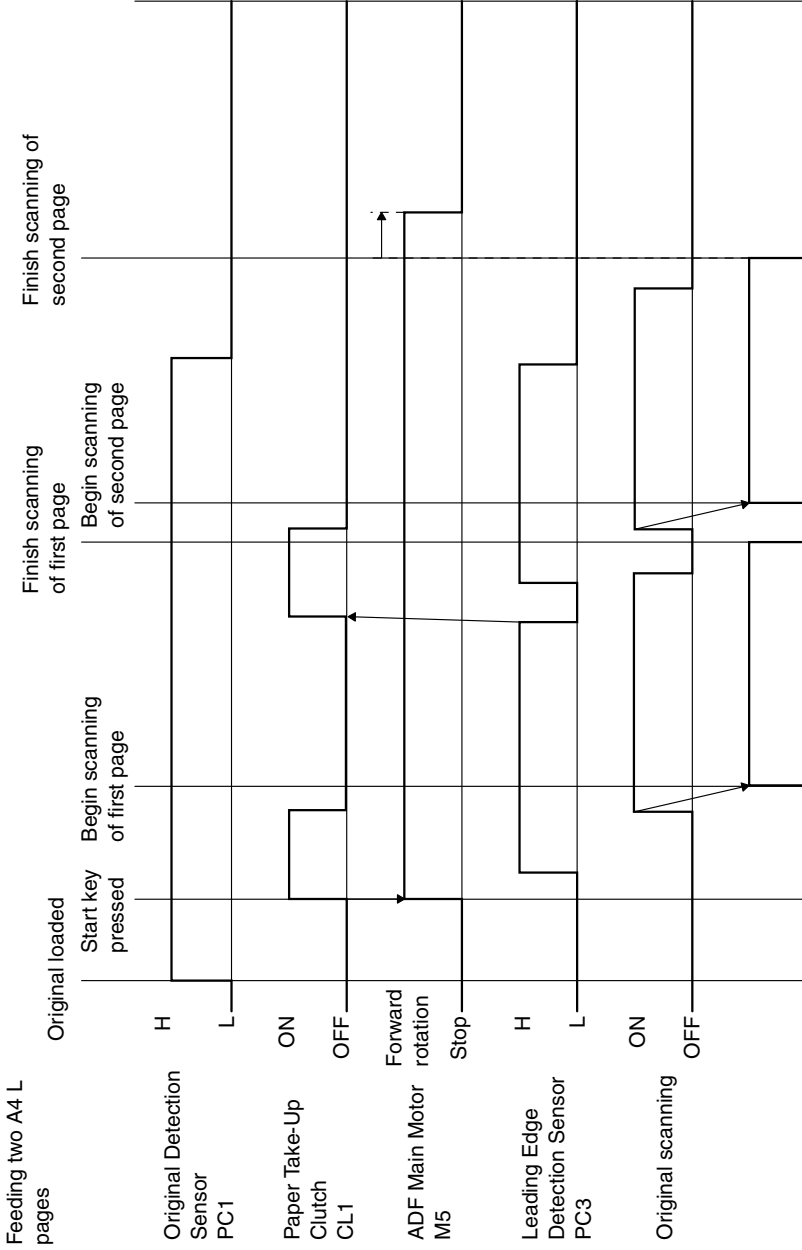 Feeding two A4 L
pages
Original loaded
Start key
pressed
Begin scanning
of first page
Finish scanning
of first page
Begin scanning
of second page
Finish scanning of
second page
Original Detection
Sensor
PC1
H
L
Paper Take-Up
Clutch
CL1
ON
OFF
ADF Main Motor
M5
Forward
rotation
Stop
Leading Edge
Detection Sensor
PC3
H
L
Original scanning
ON
OFF